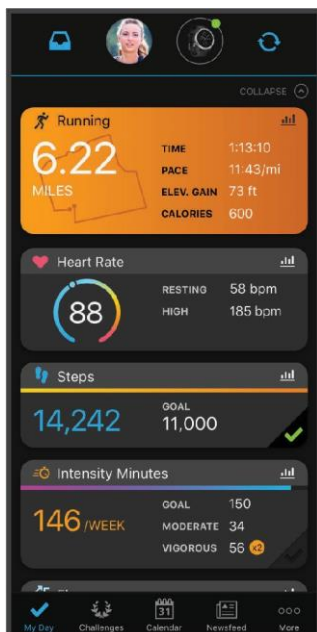 COLLAPSE
Running
6.22
MILES
TIME 1:13:10
PACE 11:43/mi
ELEV. GAIN 73 ft
CALORIES 600
Heart Rate
88
RESTING 58 bpm
HIGH 185 bpm
Steps
14,242
GOAL
11,000
Intensity Minutes
146 /WEEK
GOAL 150
MODERATE 34
VIGOROUS 56 x2
31
My Day Challenges Calendar Newsfeed More